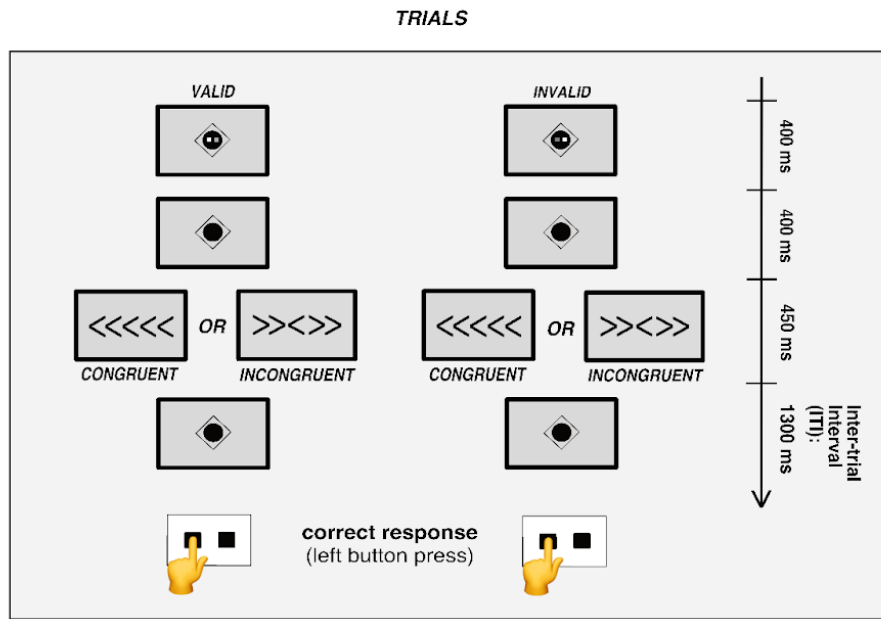 TRIALS
VALID
INVALID
400 ms
400 ms
<<<<<
OR
>><>>
<<<<<
OR
>><>>
450 ms
CONGRUENT
INCONGRUENT
CONGRUENT
INCONGRUENT
Inter-trial
Interval
(ITI):
1300 ms
correct response
(left button press)